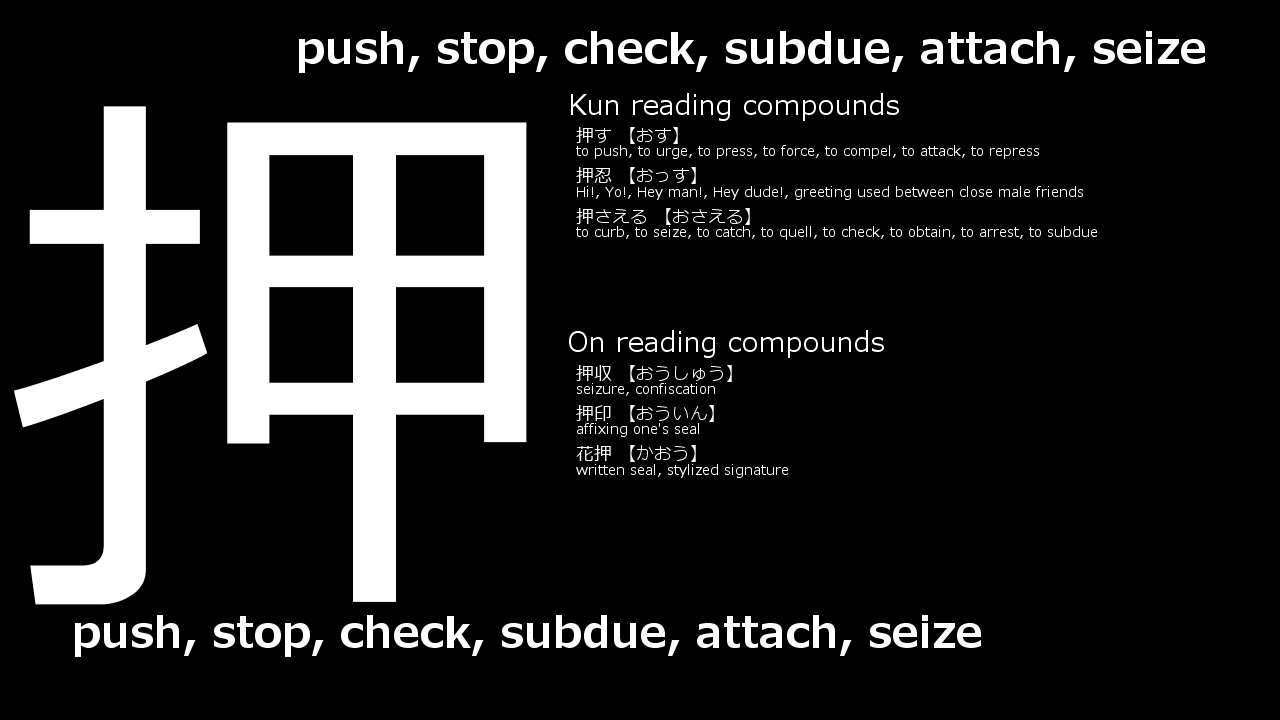 push, stop, check, subdue, attach, seize
押
Kun reading compounds
押す 【おす】
to push, to urge, to press, to force, to compel, to attack, to repress
押忍 【おっす】
Hi!, Yo!, Hey man!, Hey dude!, greeting used between close male friends
押さえる 【おさえる】
to curb, to seize, to catch, to quell, to check, to obtain, to arrest, to subdue
On reading compounds
押収 【おうしゅう】
seizure, confiscation
押印 【おういん】
affixing one's seal
花押 【かおう】
written seal, stylized signature
push, stop, check, subdue, attach, seize